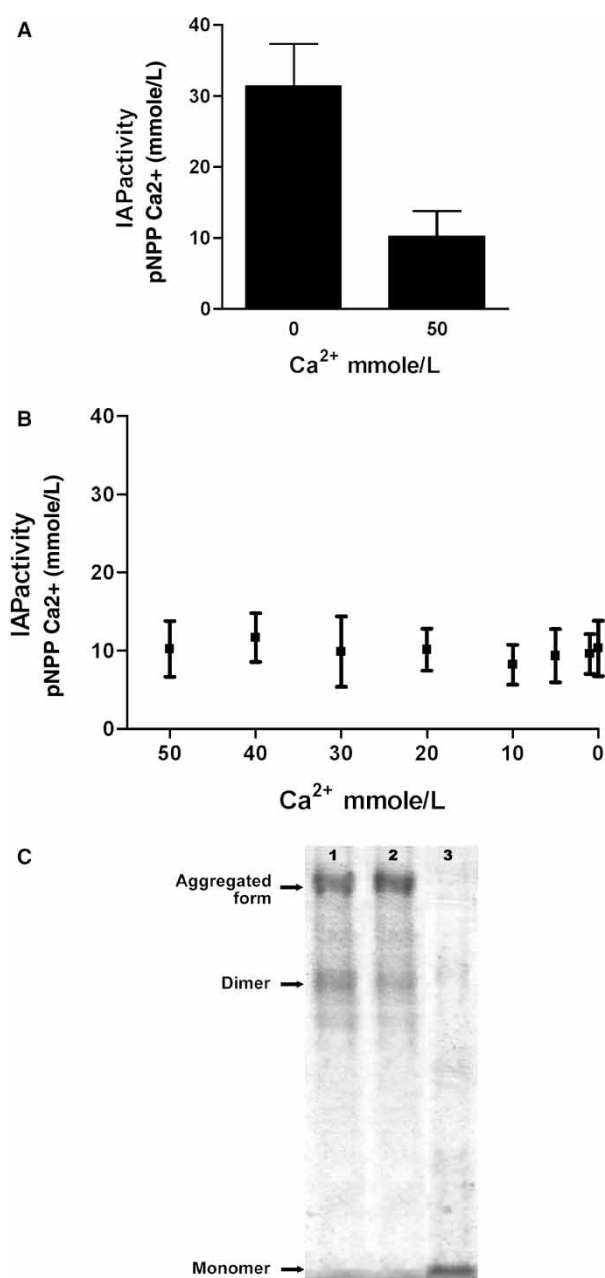 A
IAPactivity
pNPP Ca2+ (mmole/L)
40
30
20
10
0
0 50
Ca²⁺ mmole/L
B
IAPactivity
pNPP Ca2+ (mmole/L)
40
30
20
10
0
50 40 30 20 10 0
Ca²⁺ mmole/L
C
1 2 3
Aggregated
form
Dimer
Monomer